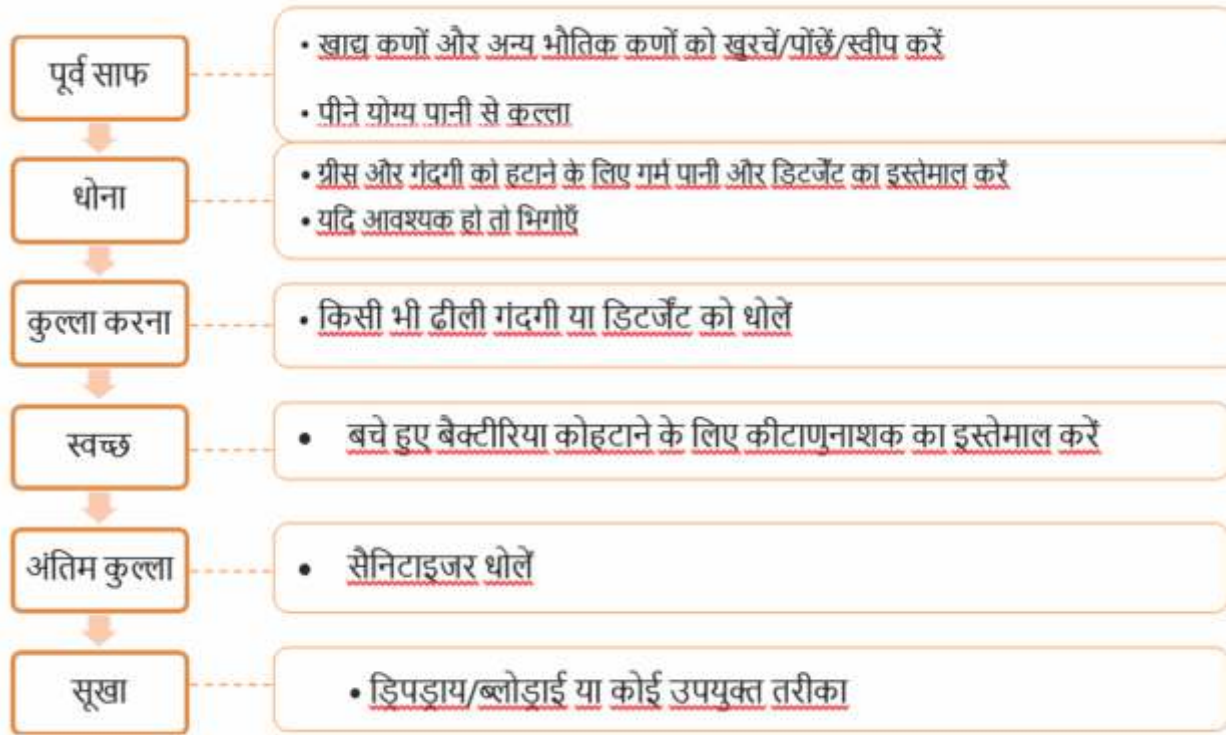 पूर्व साफ
• खाद्य कणों और अन्य भौतिक कणों को खुरचें/पोंछें/स्वीप करें
• पीने योग्य पानी से कुल्ला
धोना
• ग्रीस और गंदगी को हटाने के लिए गर्म पानी और डिटर्जेंट का इस्तेमाल करें
• यदि आवश्यक हो तो भिगोएँ
कुल्ला करना
• किसी भी ढीली गंदगी या डिटर्जेंट को धोलें
स्वच्छ
• बचे हुए बैक्टीरिया कोहटाने के लिए कीटाणुनाशक का इस्तेमाल करें
अंतिम कुल्ला
• सैनिटाइजर धोलें
सूखा
• ड्रिपड्राय/ब्लोड्राई या कोई उपयुक्त तरीका